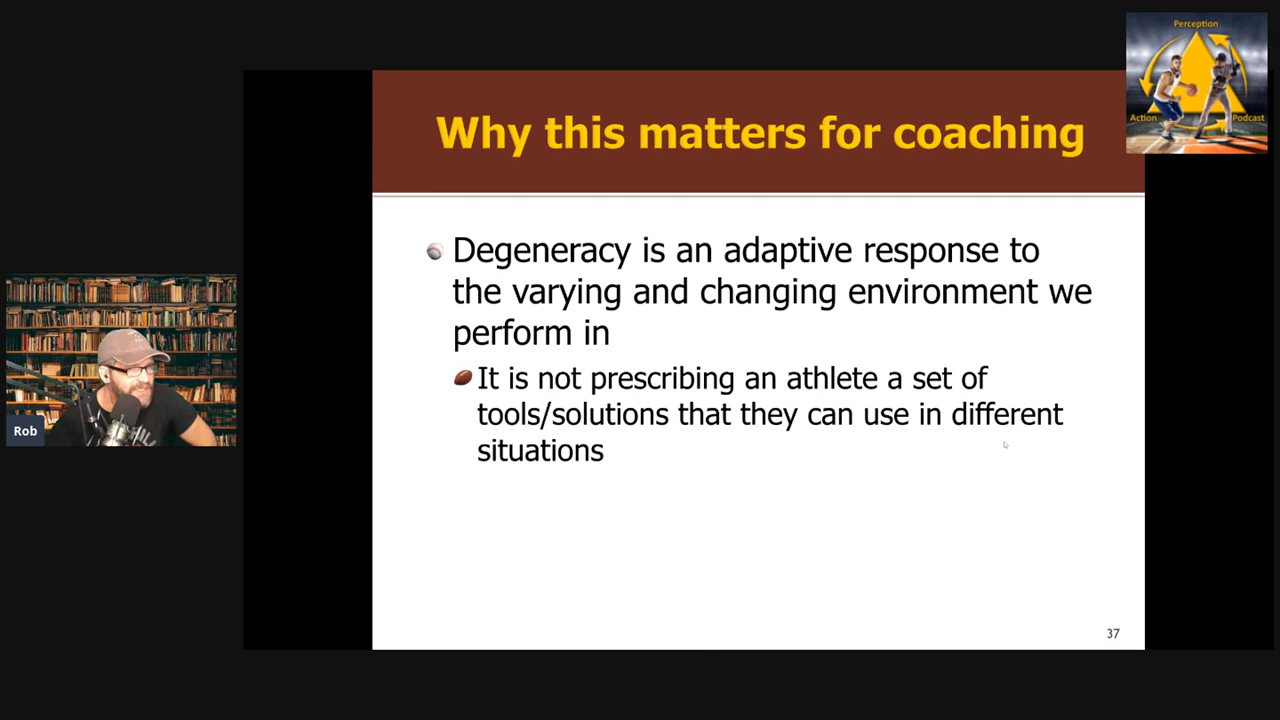 Perception
Action
Podcast
Why this matters for coaching
Degeneracy is an adaptive response to
the varying and changing environment we
perform in
It is not prescribing an athlete a set of
tools/solutions that they can use in different
situations
Rob
37